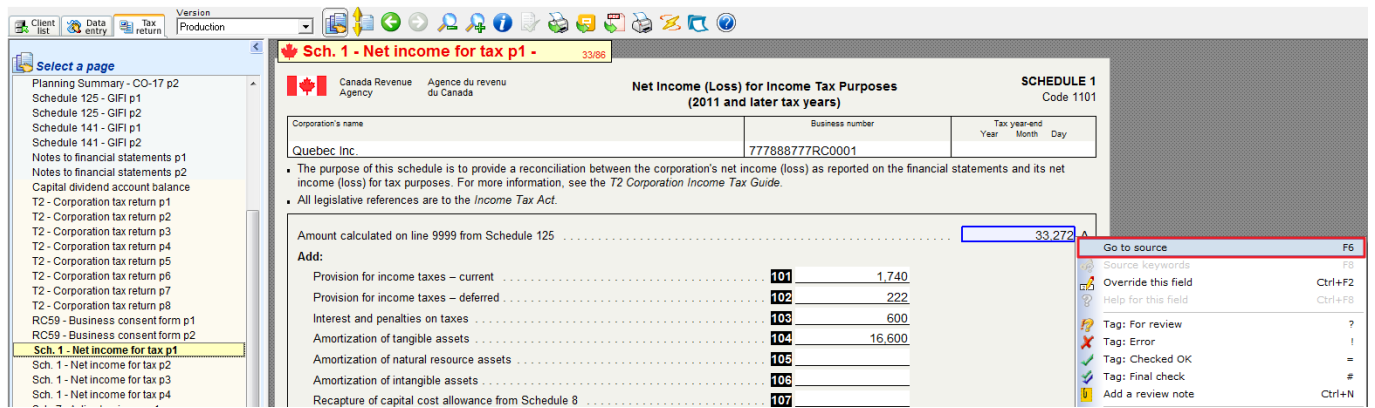 Client list
Data entry
Tax return
Version
Production
Select a page
Planning Summary - CO-17 p2
Schedule 125 - GIFI p1
Schedule 125 - GIFI p2
Schedule 141 - GIFI p1
Schedule 141 - GIFI p2
Notes to financial statements p1
Notes to financial statements p2
Capital dividend account balance
T2 - Corporation tax return p1
T2 - Corporation tax return p2
T2 - Corporation tax return p3
T2 - Corporation tax return p4
T2 - Corporation tax return p5
T2 - Corporation tax return p6
T2 - Corporation tax return p7
T2 - Corporation tax return p8
RC59 - Business consent form p1
RC59 - Business consent form p2
Sch. 1 - Net income for tax p1
Sch. 1 - Net income for tax p2
Sch. 1 - Net income for tax p3
Sch. 1 - Net income for tax p4
Sch. 1 - Net income for tax p1 - 33/86
Canada Revenue Agency
Agence du revenu du Canada
Net Income (Loss) for Income Tax Purposes
(2011 and later tax years)
SCHEDULE 1
Code 1101
Corporation's name
Business number
Tax year-end
Year Month Day
Quebec Inc.
777888777RC0001
▪ The purpose of this schedule is to provide a reconciliation between the corporation's net income (loss) as reported on the financial statements and its net
income (loss) for tax purposes. For more information, see the T2 Corporation Income Tax Guide.
▪ All legislative references are to the Income Tax Act.
Amount calculated on line 9999 from Schedule 125 33,272 A
Add:
Provision for income taxes – current 101 1,740
Provision for income taxes – deferred 102 222
Interest and penalties on taxes 103 600
Amortization of tangible assets 104 16,600
Amortization of natural resource assets 105
Amortization of intangible assets 106
Recapture of capital cost allowance from Schedule 8 107
Go to source F6
Source keywords F8
Override this field Ctrl+F2
Help for this field Ctrl+F8
Tag: For review ?
Tag: Error !
Tag: Checked OK =
Tag: Final check #
Add a review note Ctrl+N